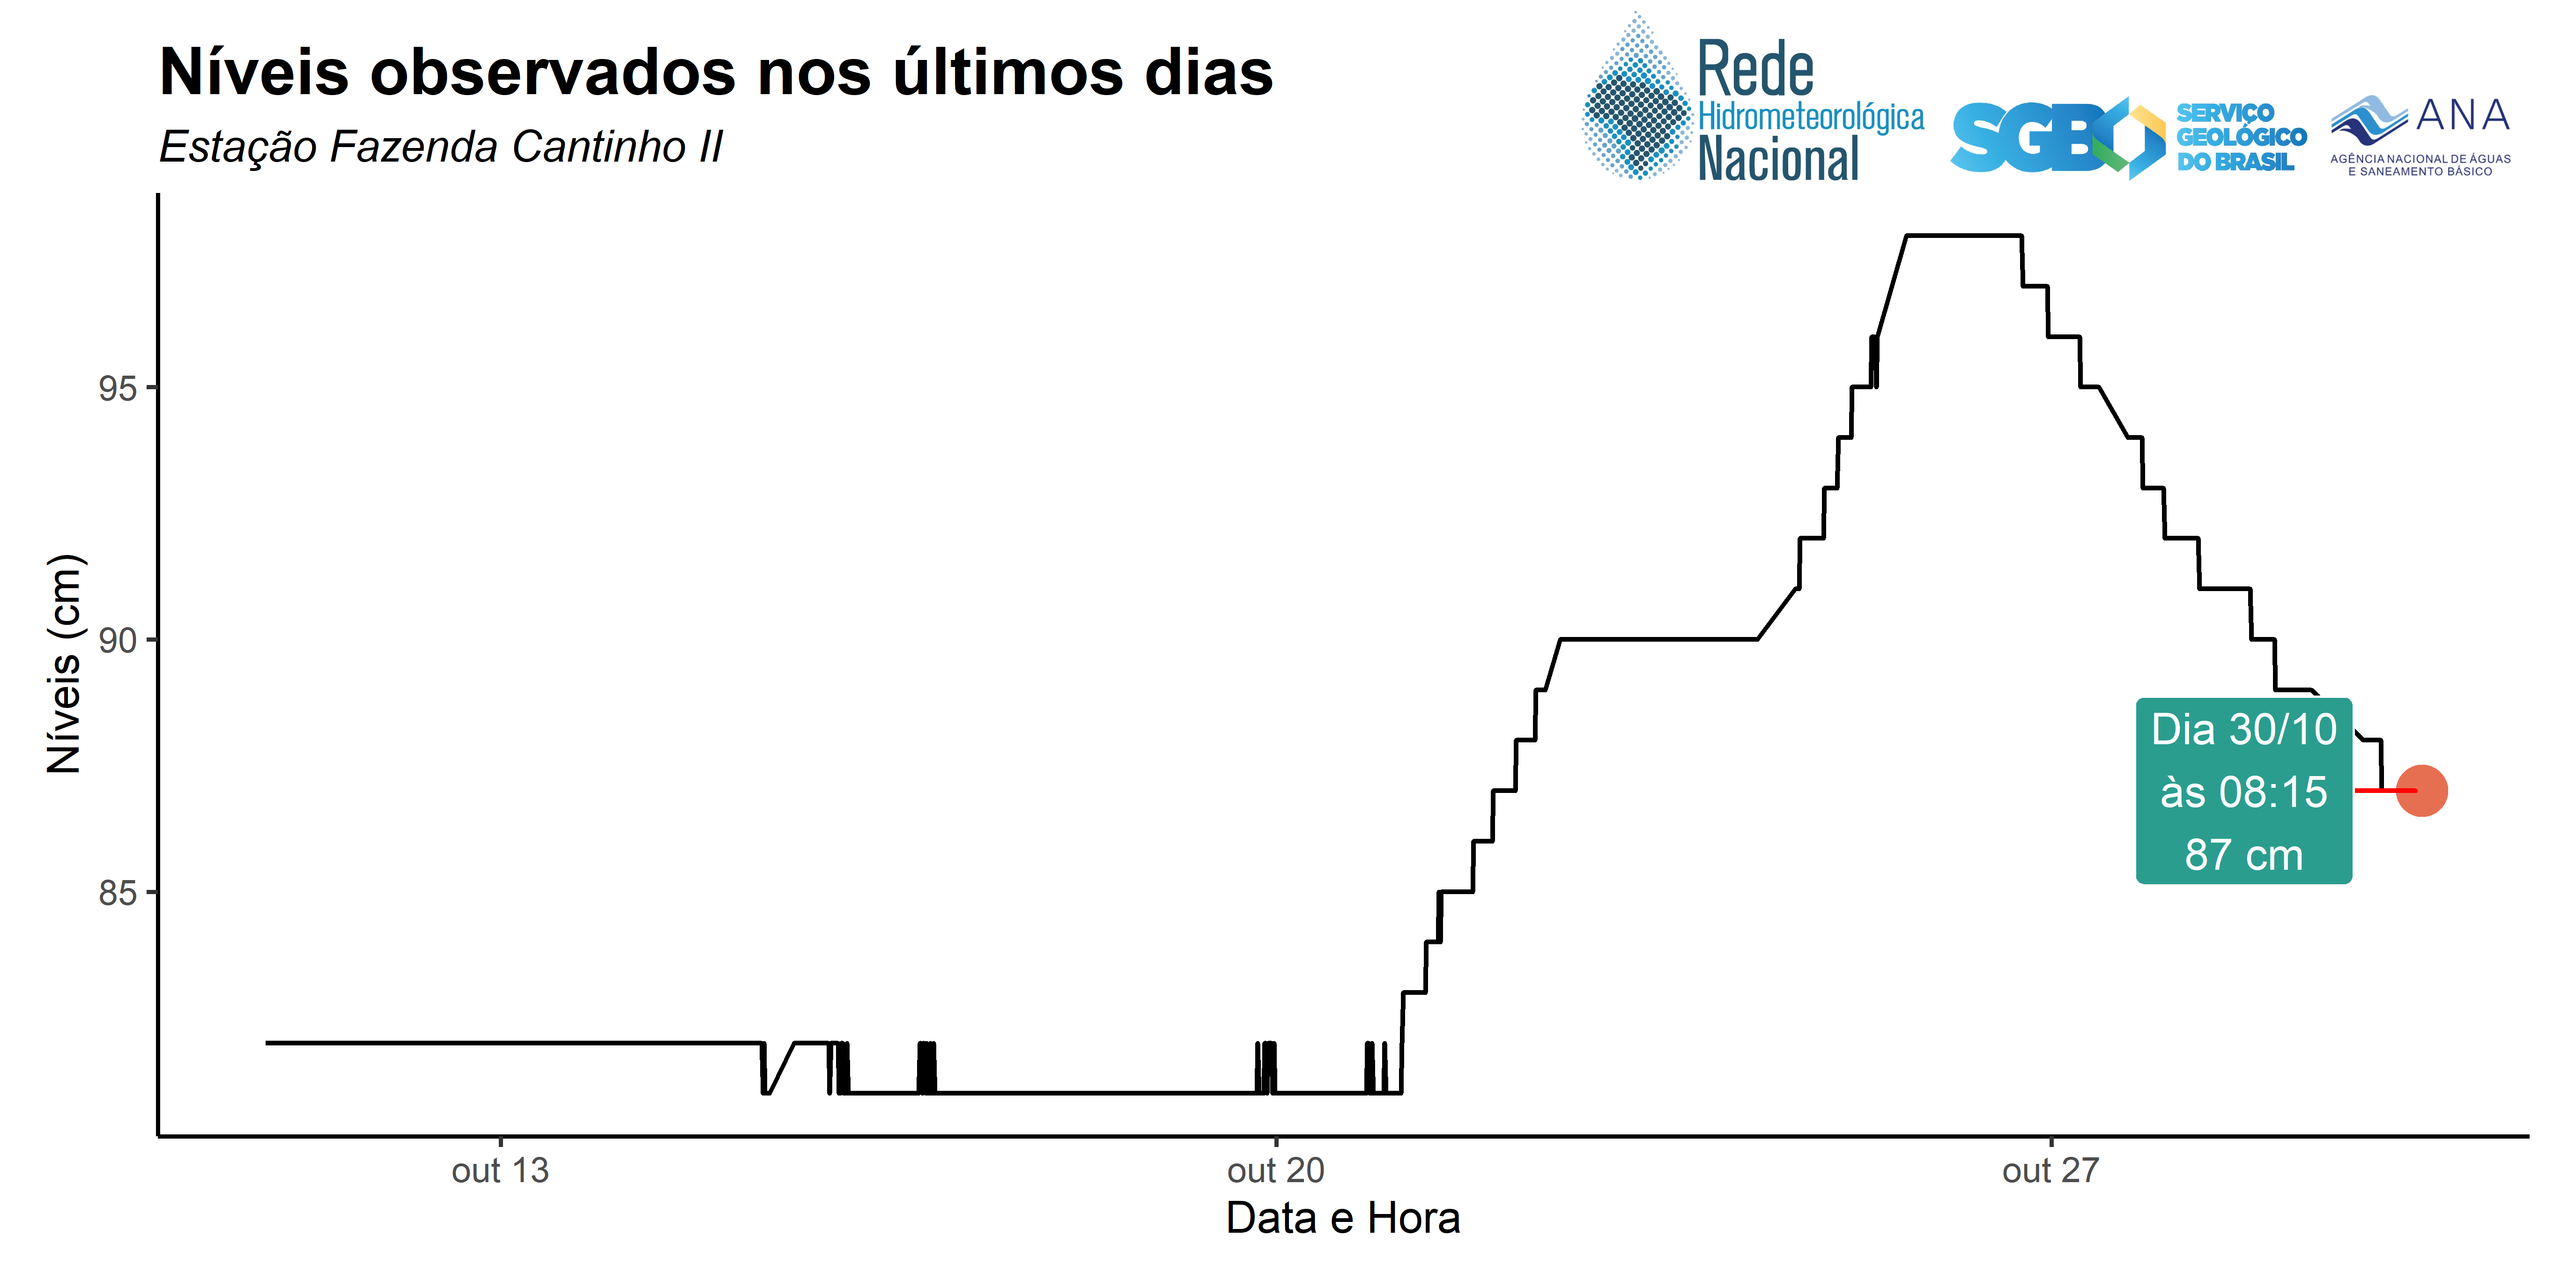 Níveis observados nos últimos dias
Estação Fazenda Cantinho II
Rede
Hidrometeorológica
Nacional
SGB
SERVIÇO
GEOLÓGICO
DO BRASIL
ANA
AGÊNCIA NACIONAL DE ÁGUAS
E SANEAMENTO BÁSICO
Níveis (cm)
95
90
85
Dia 30/10
às 08:15
87 cm
out 13
out 20
out 27
Data e Hora